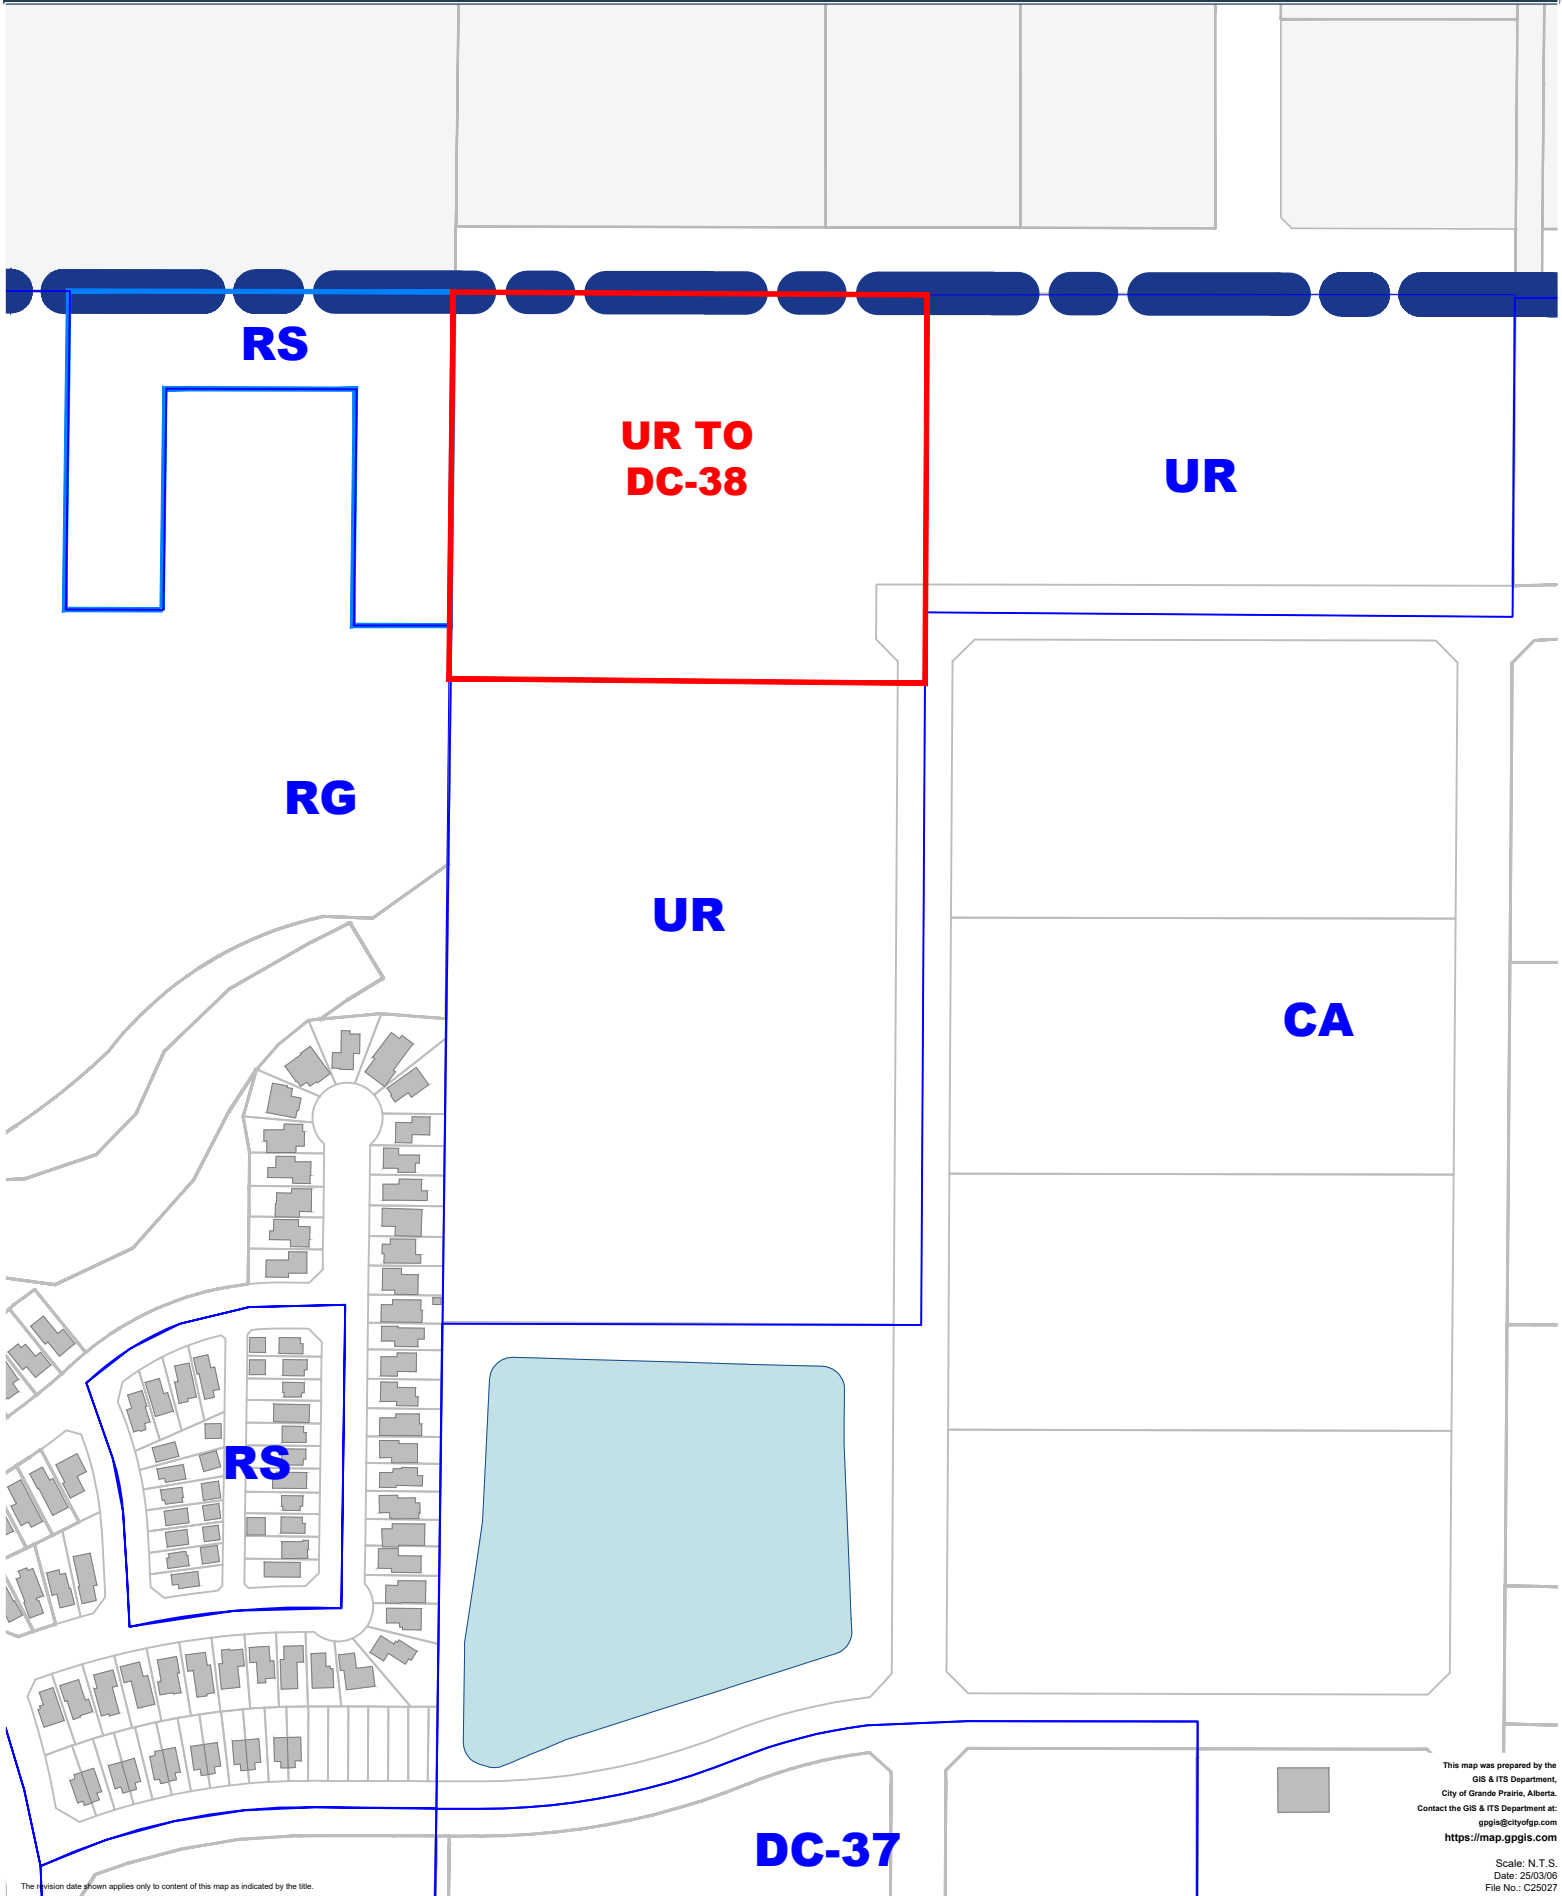 RS
UR TO
DC-38
UR
RG
UR
CA
RS
DC-37
This map was prepared by the
GIS & ITS Department,
City of Grande Prairie, Alberta.
Contact the GIS & ITS Department at:
gpgis@cityofgp.com
https://map.gpgis.com
Scale: N.T.S.
Date: 25/03/06
File No.: C25027
The revision date shown applies only to content of this map as indicated by the title.